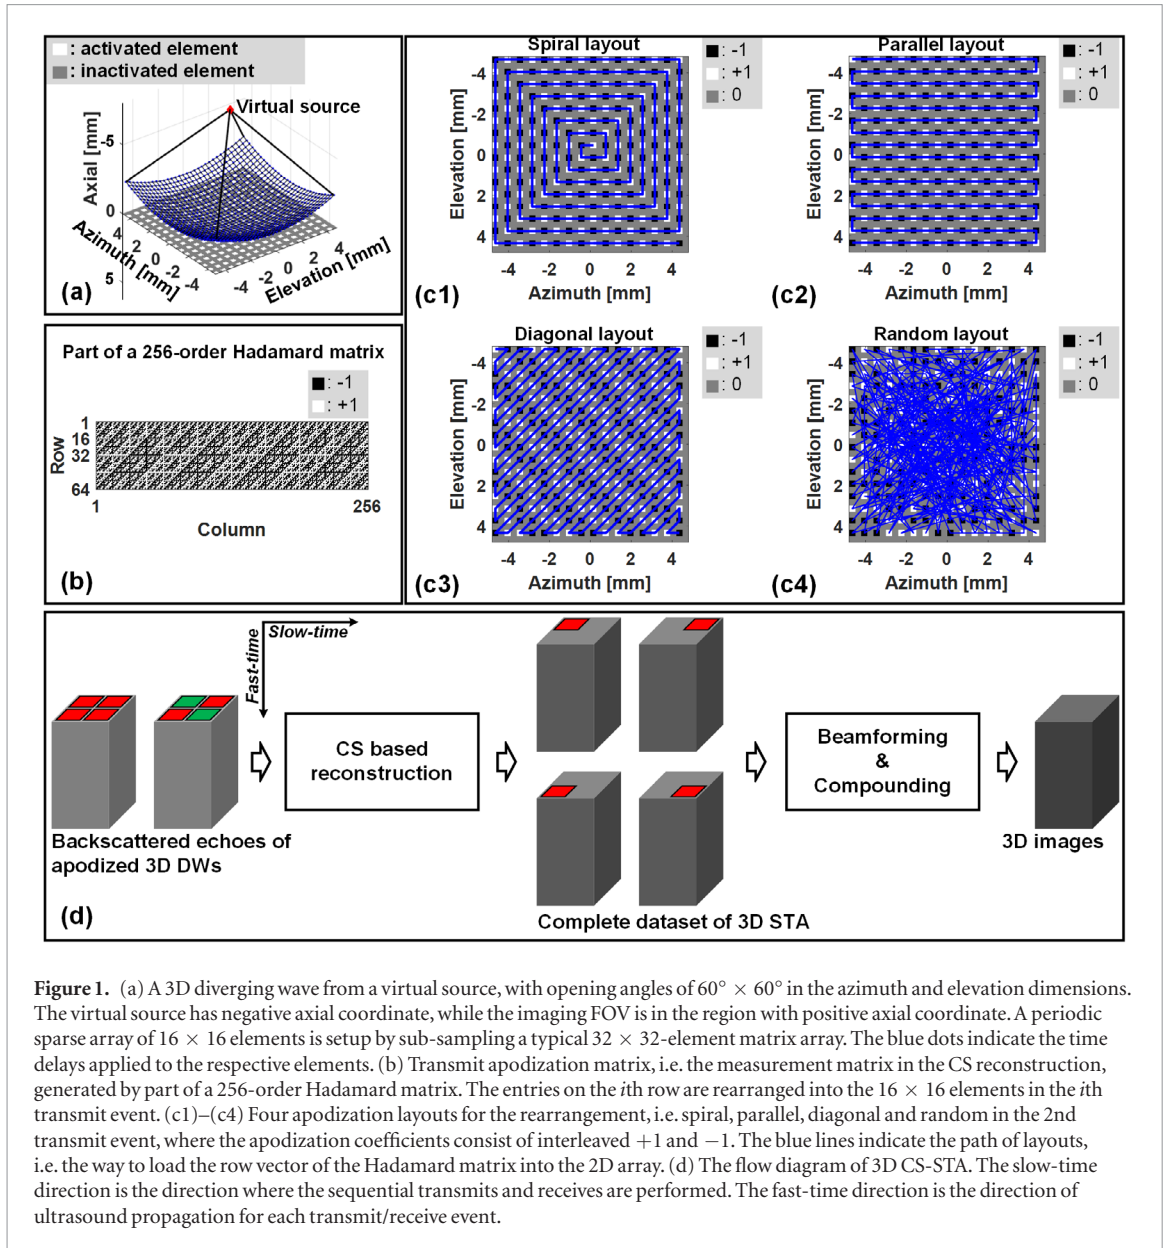 : activated element
: inactivated element
Virtual source
Axial [mm]
-5
0
5
Azimuth [mm]
4
2
0
-2
-4
Elevation [mm]
-4
-2
0
2
4
(a)
Part of a 256-order Hadamard matrix
: -1
: +1
Row
1
16
32
64
1
256
Column
(b)
Spiral layout
: -1
: +1
: 0
Elevation [mm]
-4
-2
0
2
4
-4 -2 0 2 4
Azimuth [mm]
(c1)
Parallel layout
: -1
: +1
: 0
Elevation [mm]
-4
-2
0
2
4
-4 -2 0 2 4
Azimuth [mm]
(c2)
Diagonal layout
: -1
: +1
: 0
Elevation [mm]
-4
-2
0
2
4
-4 -2 0 2 4
Azimuth [mm]
(c3)
Random layout
: -1
: +1
: 0
Elevation [mm]
-4
-2
0
2
4
-4 -2 0 2 4
Azimuth [mm]
(c4)
Slow-time
Fast-time
Backscattered echoes of
apodized 3D DWs
CS based
reconstruction
Complete dataset of 3D STA
Beamforming
&
Compounding
3D images
(d)
Figure 1. (a) A 3D diverging wave from a virtual source, with opening angles of 60° × 60° in the azimuth and elevation dimensions.
The virtual source has negative axial coordinate, while the imaging FOV is in the region with positive axial coordinate. A periodic
sparse array of 16 × 16 elements is setup by sub-sampling a typical 32 × 32-element matrix array. The blue dots indicate the time
delays applied to the respective elements. (b) Transmit apodization matrix, i.e. the measurement matrix in the CS reconstruction,
generated by part of a 256-order Hadamard matrix. The entries on the ith row are rearranged into the 16 × 16 elements in the ith
transmit event. (c1)–(c4) Four apodization layouts for the rearrangement, i.e. spiral, parallel, diagonal and random in the 2nd
transmit event, where the apodization coefficients consist of interleaved +1 and −1. The blue lines indicate the path of layouts,
i.e. the way to load the row vector of the Hadamard matrix into the 2D array. (d) The flow diagram of 3D CS-STA. The slow-time
direction is the direction where the sequential transmits and receives are performed. The fast-time direction is the direction of
ultrasound propagation for each transmit/receive event.